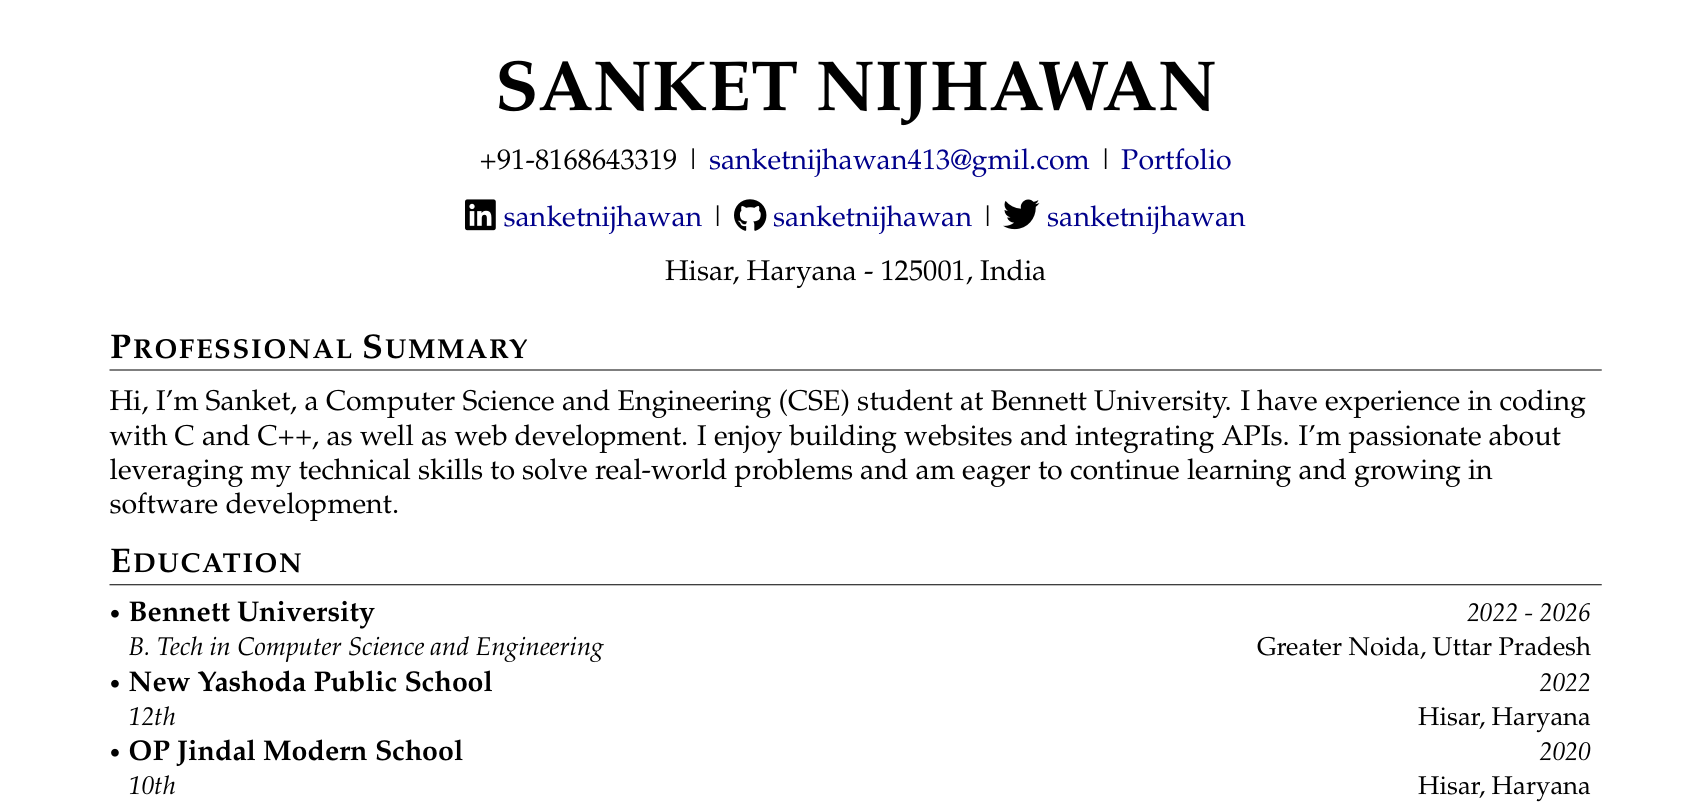 SANKET NIJHAWAN
+91-8168643319 | sanketnijhawan413@gmil.com | Portfolio
sanketnijhawan | sanketnijhawan | sanketnijhawan
Hisar, Haryana - 125001, India
PROFESSIONAL SUMMARY
Hi, I'm Sanket, a Computer Science and Engineering (CSE) student at Bennett University. I have experience in coding
with C and C++, as well as web development. I enjoy building websites and integrating APIs. I'm passionate about
leveraging my technical skills to solve real-world problems and am eager to continue learning and growing in
software development.
EDUCATION
• Bennett University 2022 - 2026
B. Tech in Computer Science and Engineering Greater Noida, Uttar Pradesh
• New Yashoda Public School 2022
12th Hisar, Haryana
• OP Jindal Modern School 2020
10th Hisar, Haryana